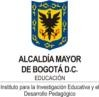 ALCALDÍA MAYOR
DE BOGOTÁ D.C.
EDUCACIÓN
Instituto para la Investigación Educativa y el
Desarrollo Pedagógico